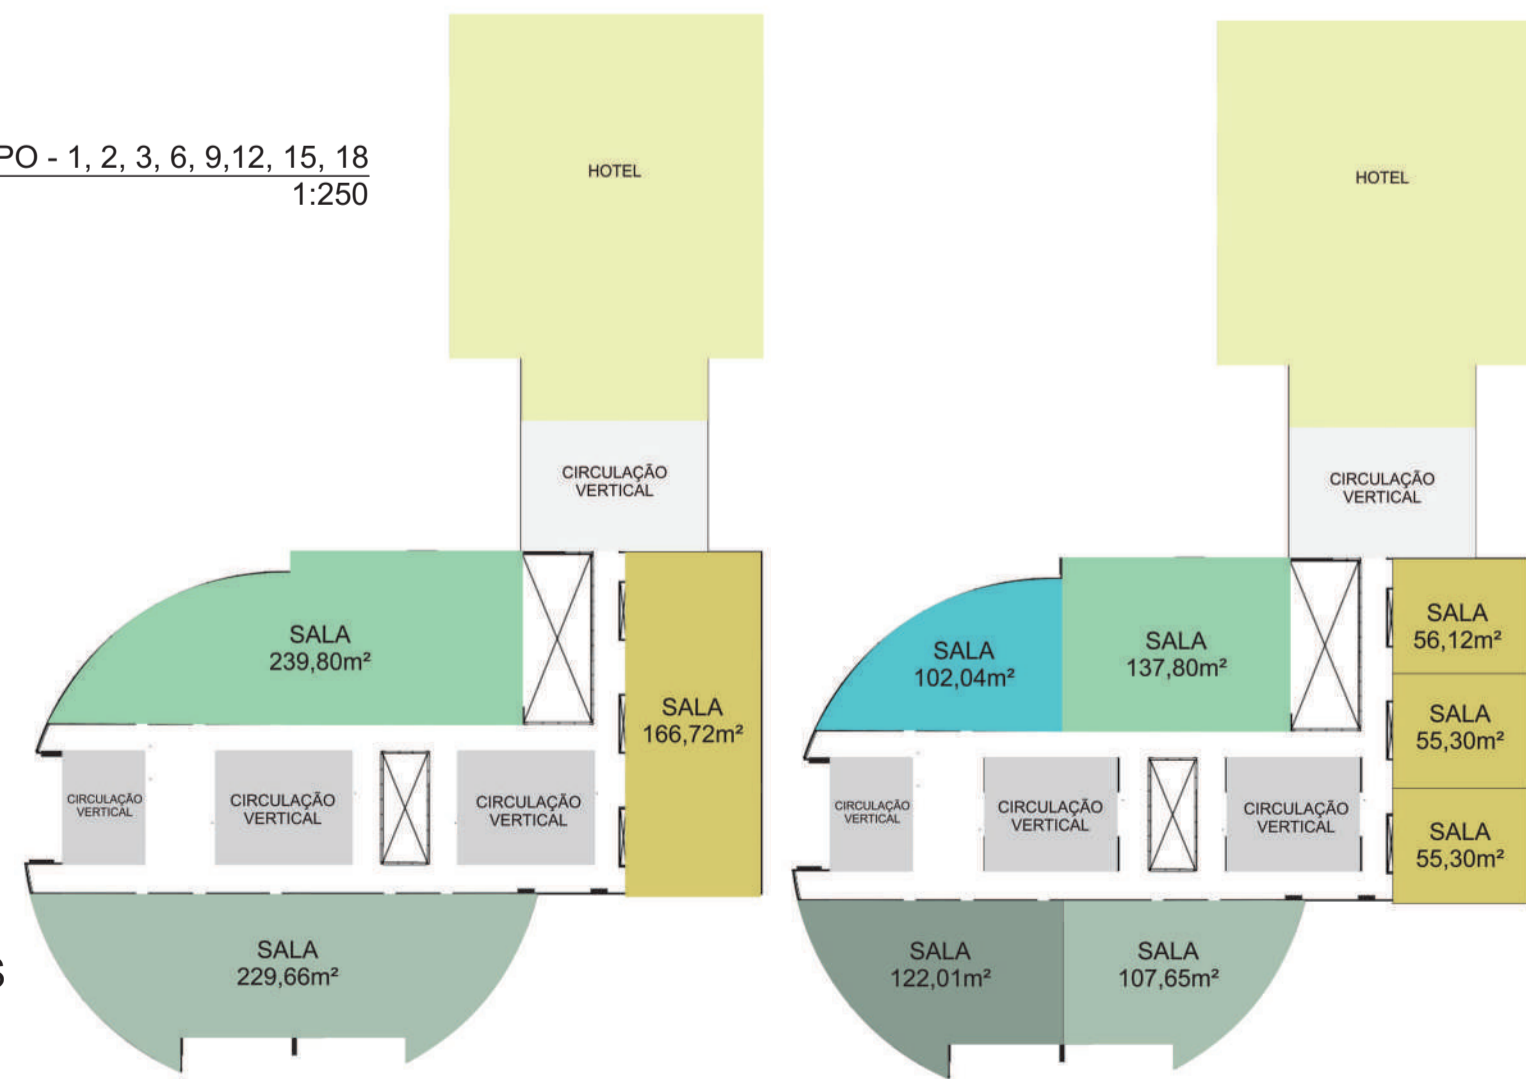 PO - 1, 2, 3, 6, 9,12, 15, 18
1:250
HOTEL
CIRCULAÇÃO
VERTICAL
SALA
239,80m²
SALA
166,72m²
CIRCULAÇÃO
VERTICAL
CIRCULAÇÃO
VERTICAL
CIRCULAÇÃO
VERTICAL
SALA
229,66m²
S
HOTEL
CIRCULAÇÃO
VERTICAL
SALA
102,04m²
SALA
137,80m²
SALA
56,12m²
SALA
55,30m²
SALA
55,30m²
CIRCULAÇÃO
VERTICAL
CIRCULAÇÃO
VERTICAL
CIRCULAÇÃO
VERTICAL
SALA
122,01m²
SALA
107,65m²